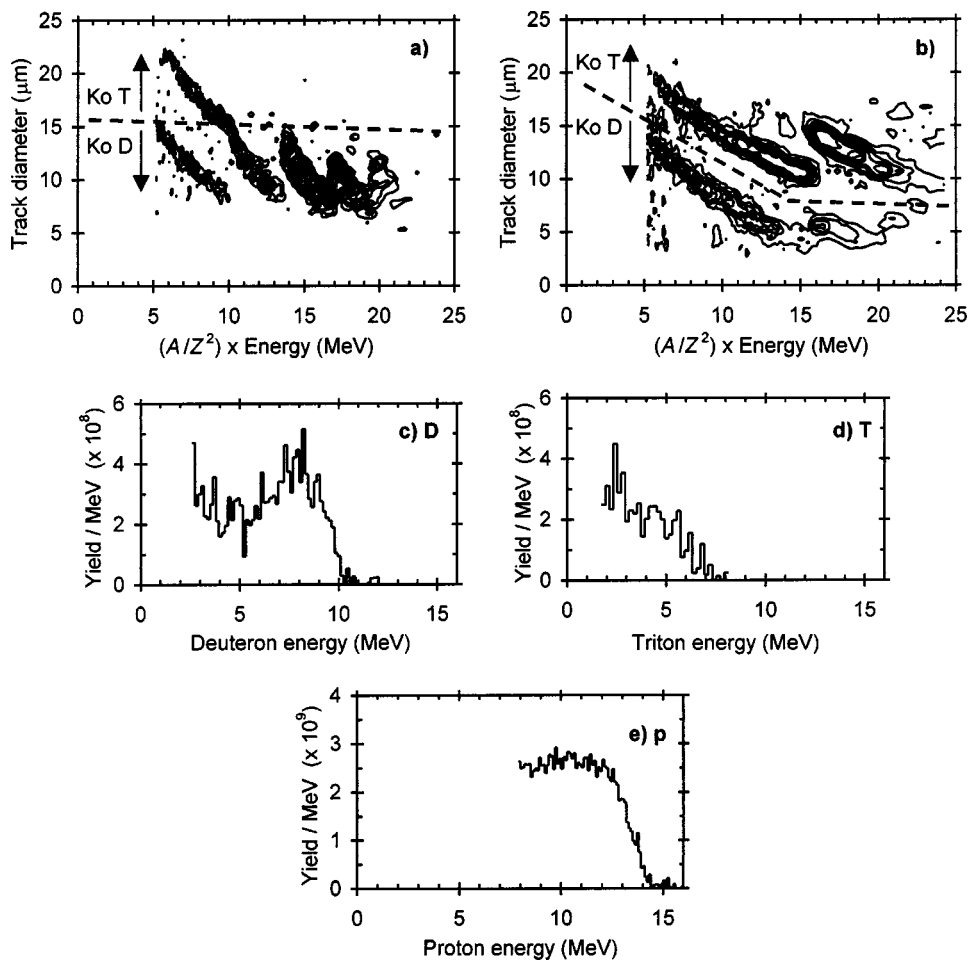 a)
25
20
15
10
5
0
Track diameter (μm)
Ko T
Ko D
0 5 10 15 20 25
(A/Z²) x Energy (MeV)
b)
25
20
15
10
5
0
Track diameter (μm)
Ko T
Ko D
0 5 10 15 20 25
(A/Z²) x Energy (MeV)
c) D
6
4
2
0
Yield / MeV (x 10⁸)
0 5 10 15
Deuteron energy (MeV)
d) T
6
4
2
0
Yield / MeV (x 10⁸)
0 5 10 15
Triton energy (MeV)
e) p
4
3
2
1
0
Yield / MeV (x 10⁹)
0 5 10 15
Proton energy (MeV)